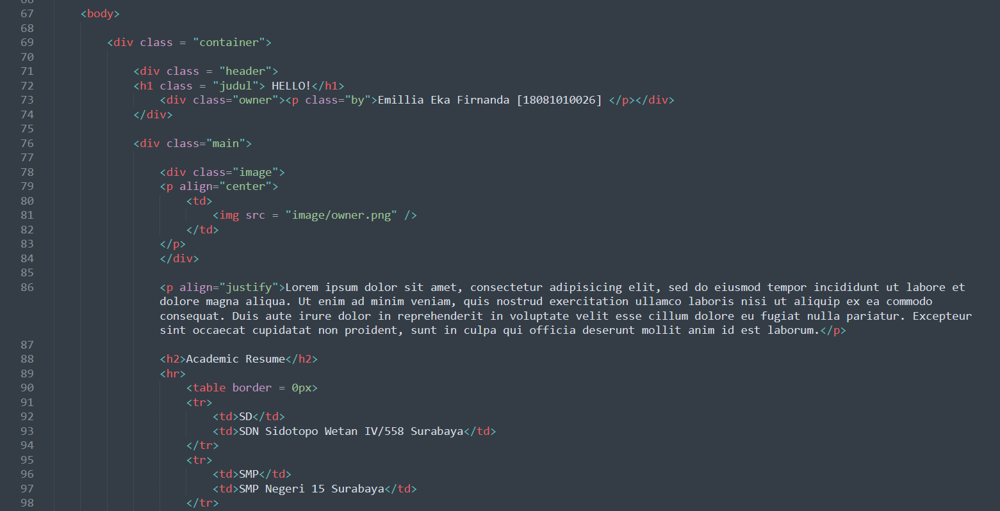 67 <body>
68
69 <div class = "container">
70
71 <div class = "header">
72 <h1 class = "judul"> HELLO!</h1>
73 <div class="owner"><p class="by">Emillia Eka Firnanda [18081010026] </p></div>
74 </div>
75
76 <div class="main">
77
78 <div class="image">
79 <p align="center">
80 <td>
81 <img src = "image/owner.png" />
82 </td>
83 </p>
84 </div>
85
86 <p align="justify">Lorem ipsum dolor sit amet, consectetur adipisicing elit, sed do eiusmod tempor incididunt ut labore et
dolore magna aliqua. Ut enim ad minim veniam, quis nostrud exercitation ullamco laboris nisi ut aliquip ex ea commodo
consequat. Duis aute irure dolor in reprehenderit in voluptate velit esse cillum dolore eu fugiat nulla pariatur. Excepteur
sint occaecat cupidatat non proident, sunt in culpa qui officia deserunt mollit anim id est laborum.</p>
87
88 <h2>Academic Resume</h2>
89 <hr>
90 <table border = 0px>
91 <tr>
92 <td>SD</td>
93 <td>SDN Sidotopo Wetan IV/558 Surabaya</td>
94 </tr>
95 <tr>
96 <td>SMP</td>
97 <td>SMP Negeri 15 Surabaya</td>
98 </tr>